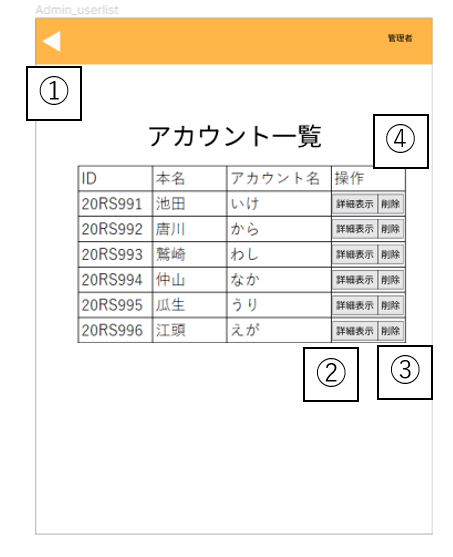 Admin_userlist
管理者
①
アカウント一覧
④
ID 本名 アカウント名 操作
20RS991 池田 いけ 詳細表示 削除
20RS992 唐川 から 詳細表示 削除
20RS993 鷲崎 わし 詳細表示 削除
20RS994 仲山 なか 詳細表示 削除
20RS995 瓜生 うり 詳細表示 削除
20RS996 江頭 えが 詳細表示 削除
② ③